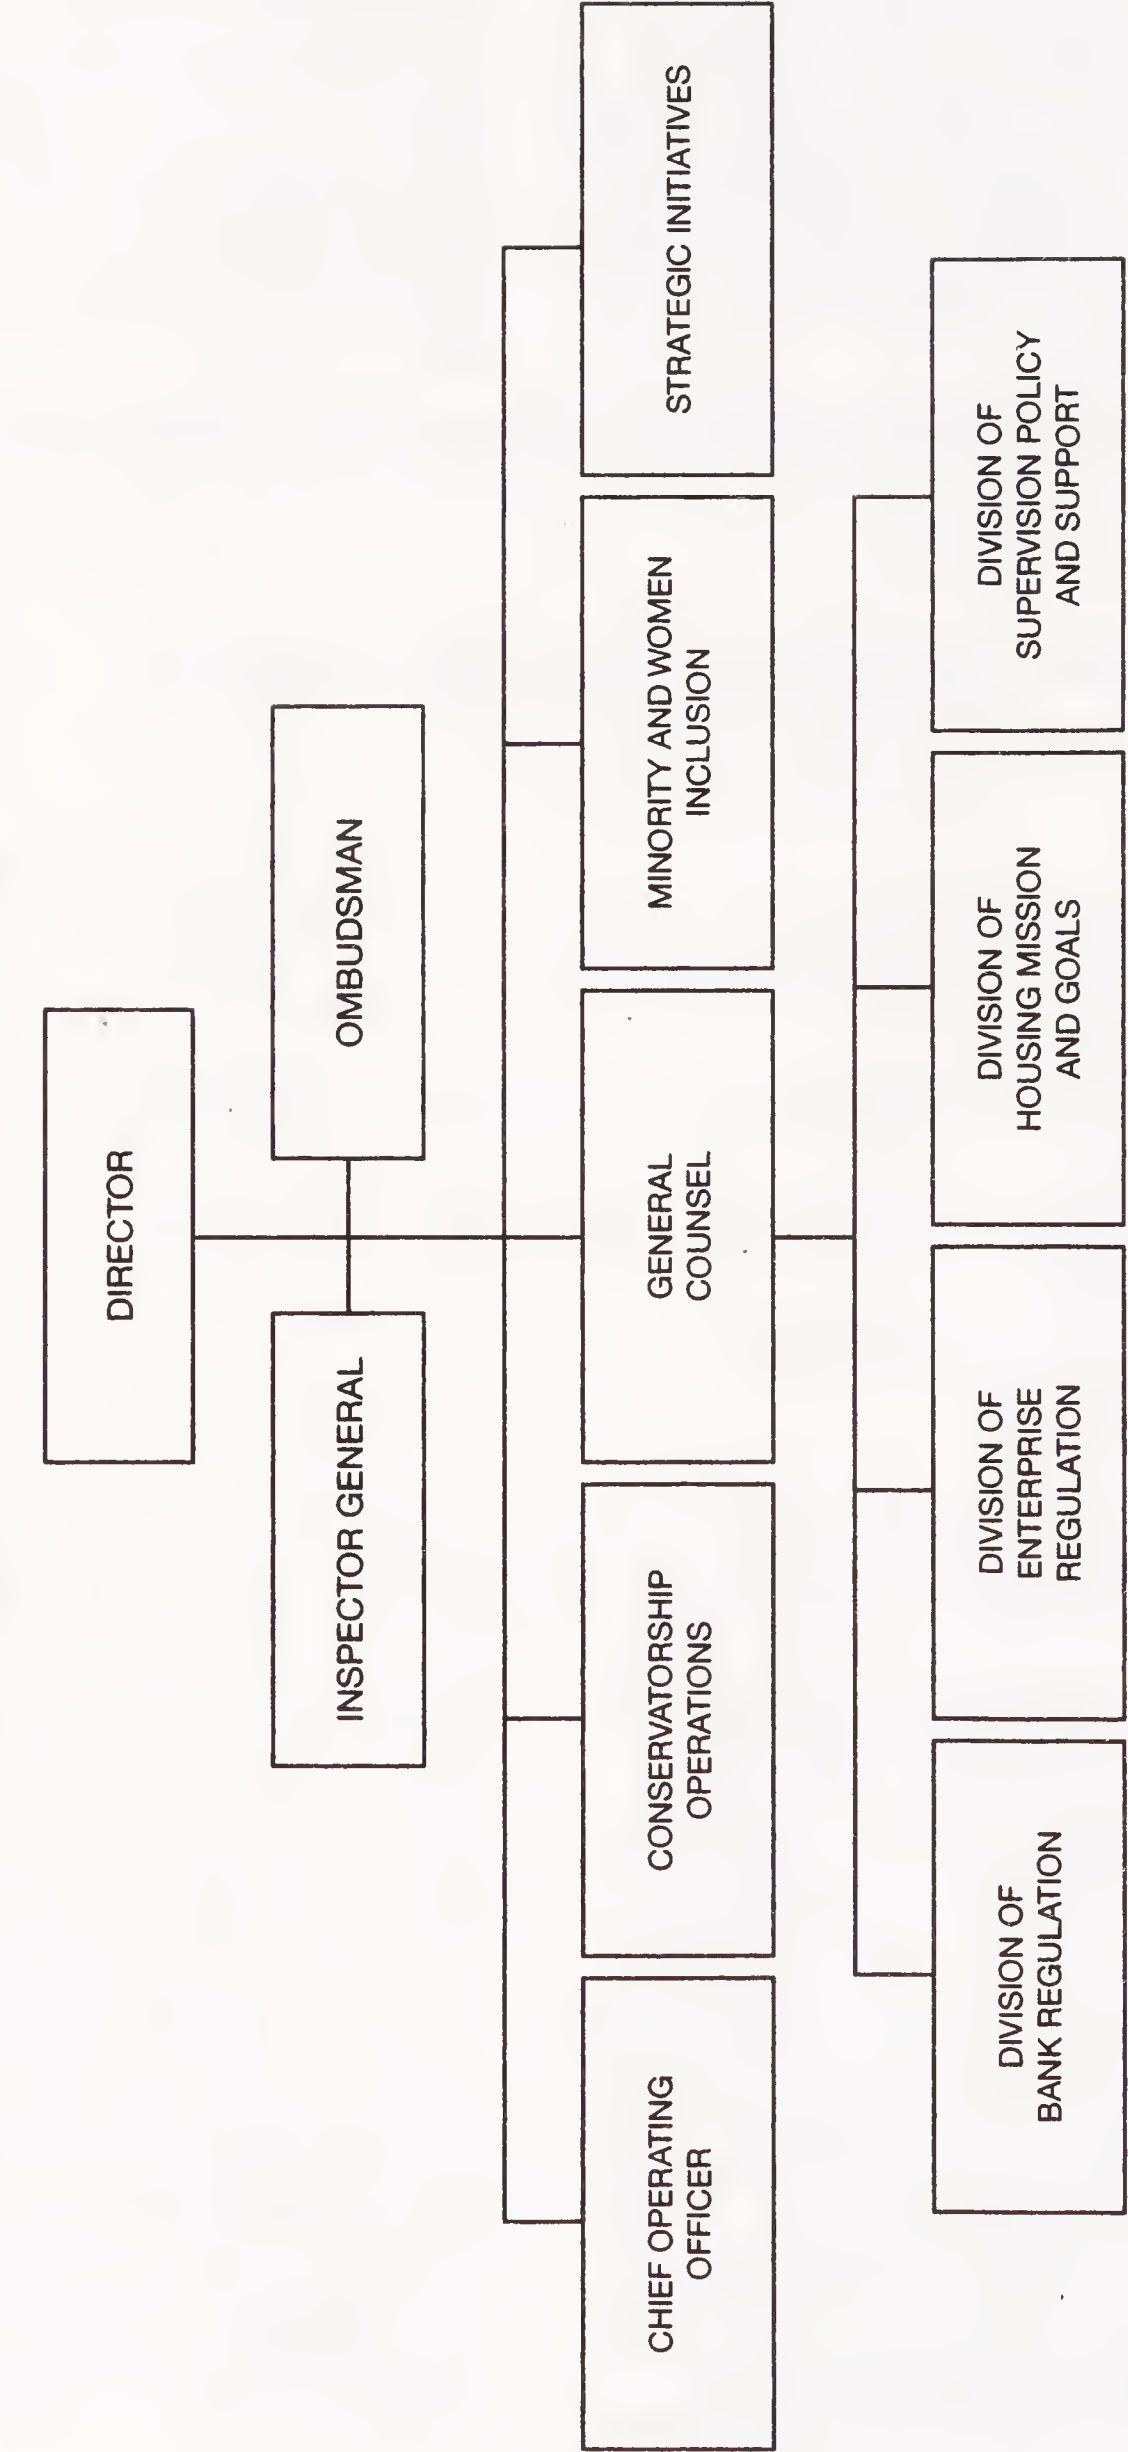 DIRECTOR
INSPECTOR GENERAL
OMBUDSMAN
CHIEF OPERATING
OFFICER
CONSERVATORSHIP
OPERATIONS
GENERAL
COUNSEL
MINORITY AND WOMEN
INCLUSION
STRATEGIC INITIATIVES
DIVISION OF
BANK REGULATION
DIVISION OF
ENTERPRISE
REGULATION
DIVISION OF
HOUSING MISSION
AND GOALS
DIVISION OF
SUPERVISION POLICY
AND SUPPORT